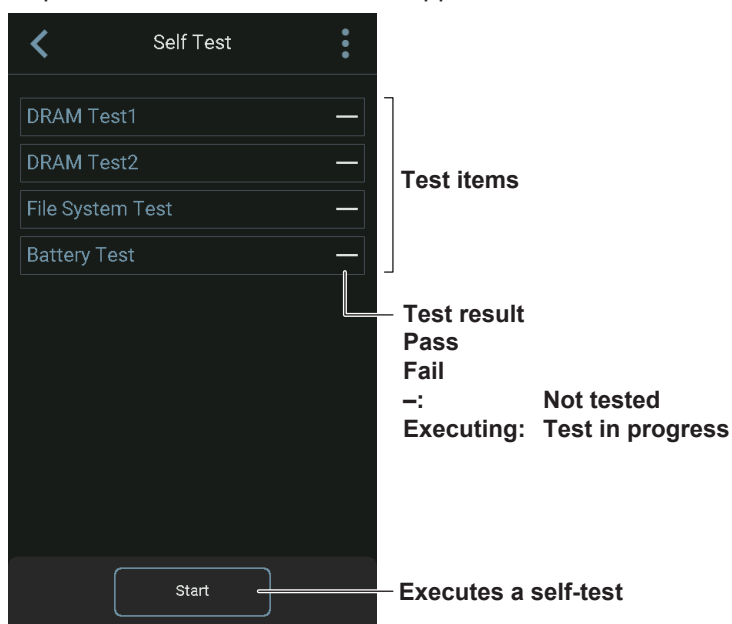 Self Test
DRAM Test1 —
DRAM Test2 —
File System Test —
Battery Test —
Test items
Test result
Pass
Fail
–: Not tested
Executing: Test in progress
Start
Executes a self-test